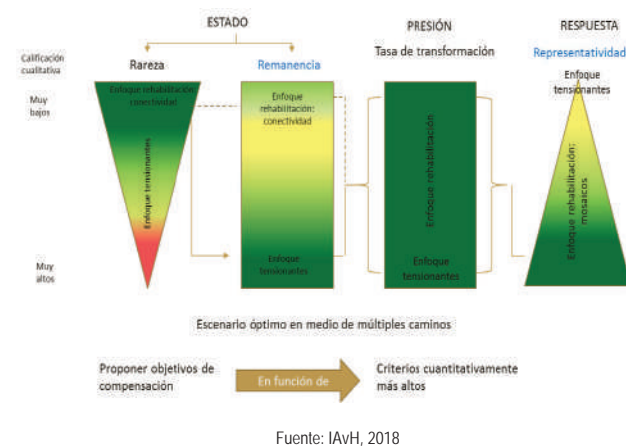 ESTADO
PRESIÓN
RESPUESTA
Calificación
cualitativa
Rareza
Remanencia
Tasa de transformación
Representatividad
Muy
bajos
Muy
altos
Enfoque rehabilitación:
conectividad
Enfoque tensionantes
Enfoque
rehabilitación:
conectividad
Enfoque
tensionantes
Enfoque rehabilitación
Enfoque
tensionantes
Enfoque
tensionantes
Enfoque rehabilitación:
mosaicos
Escenario óptimo en medio de múltiples caminos
Proponer objetivos de
compensación
En función de
Criterios cuantitativamente
más altos
Fuente: IAvH, 2018